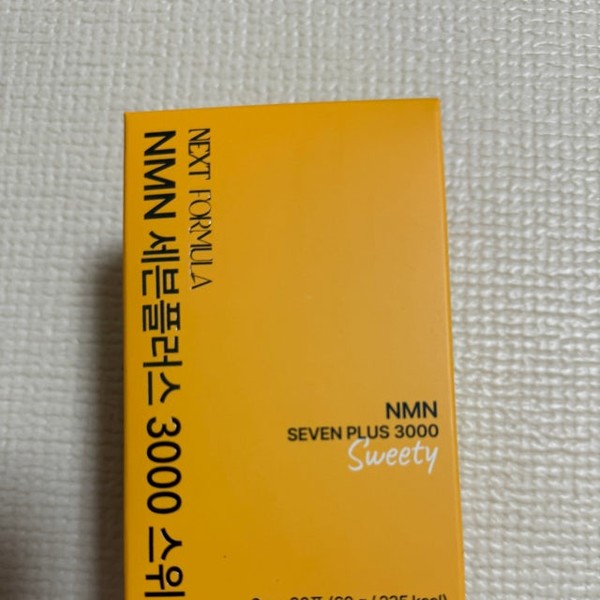 NEXT FORMULA
NMN 세븐플러스 3000 스위
NMN
SEVEN PLUS 3000
Sweety